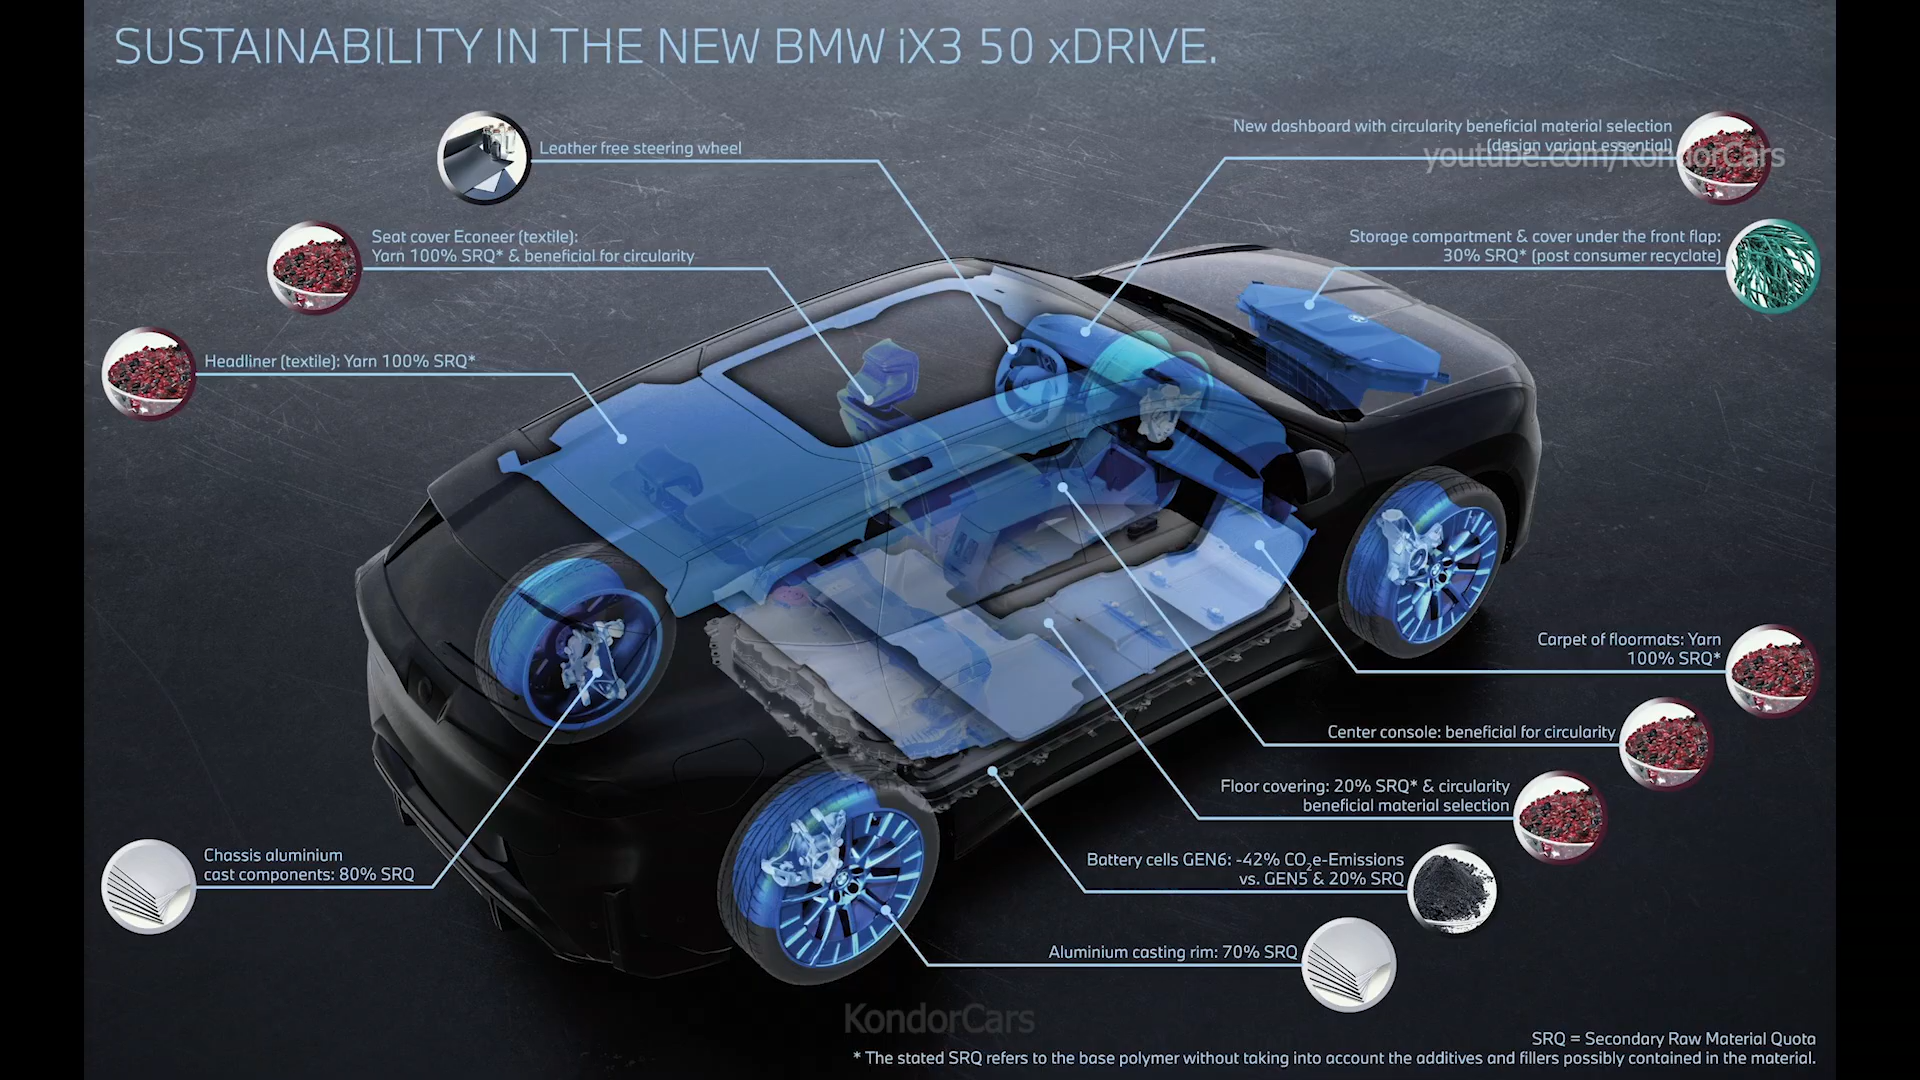 SUSTAINABILITY IN THE NEW BMW iX3 50 xDRIVE.
Leather free steering wheel
New dashboard with circularity beneficial material selection
(design variant essential)
youtube.com/KondorCars
Seat cover Econeer (textile):
Yarn 100% SRQ* & beneficial for circularity
Storage compartment & cover under the front flap:
30% SRQ* (post consumer recyclate)
Headliner (textile): Yarn 100% SRQ*
Carpet of floormats: Yarn
100% SRQ*
Center console: beneficial for circularity
Floor covering: 20% SRQ* & circularity
beneficial material selection
Chassis aluminium
cast components: 80% SRQ
Battery cells GEN6: -42% CO₂e-Emissions
vs. GEN5 & 20% SRQ
Aluminium casting rim: 70% SRQ
KondorCars
SRQ = Secondary Raw Material Quota
* The stated SRQ refers to the base polymer without taking into account the additives and fillers possibly contained in the material.